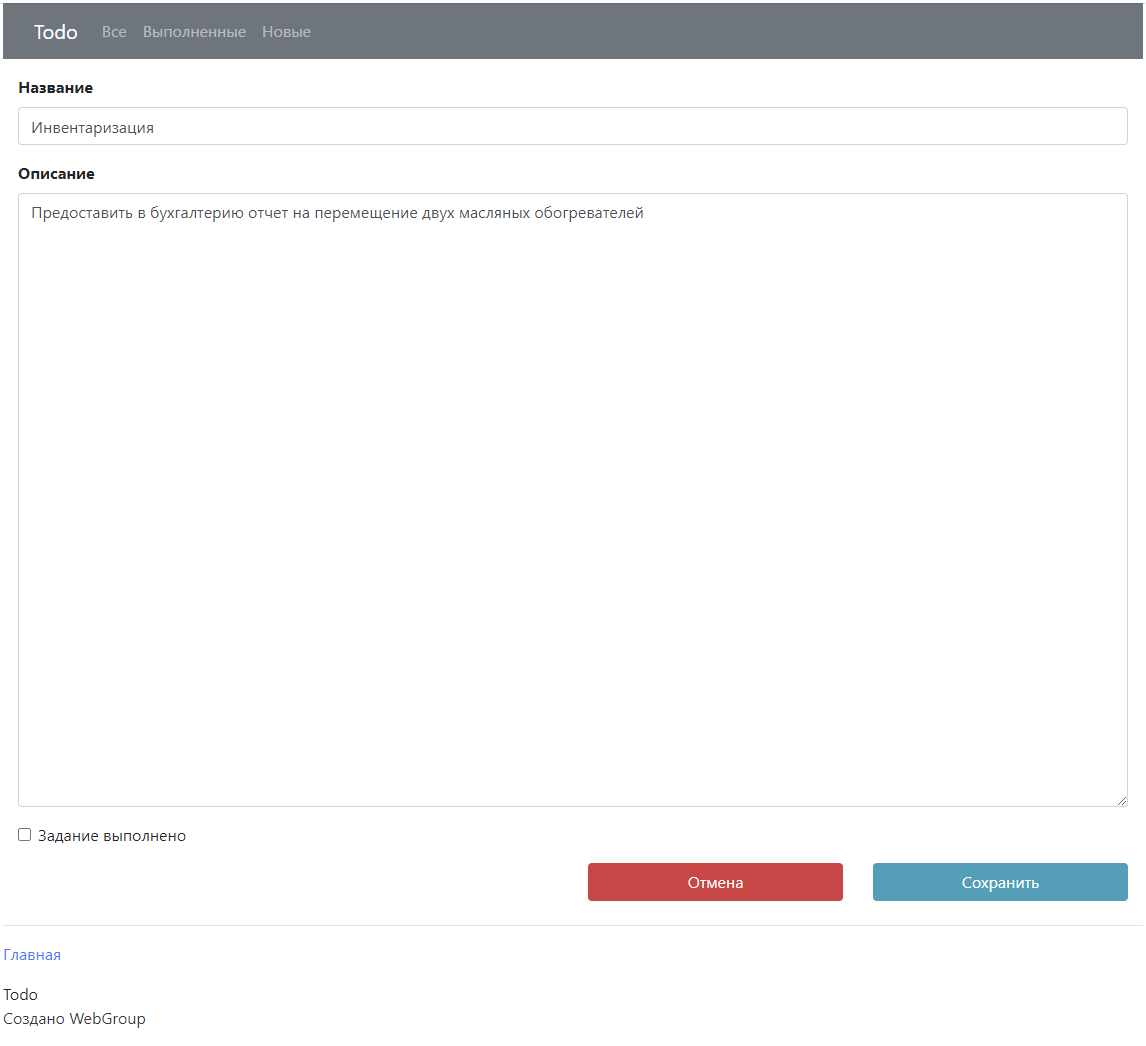 Todo Все Выполненные Новые
Название
Инвентаризация
Описание
Предоставить в бухгалтерию отчет на перемещение двух масляных обогревателей
Задание выполнено
Отмена Сохранить
Главная
Todo
Создано WebGroup